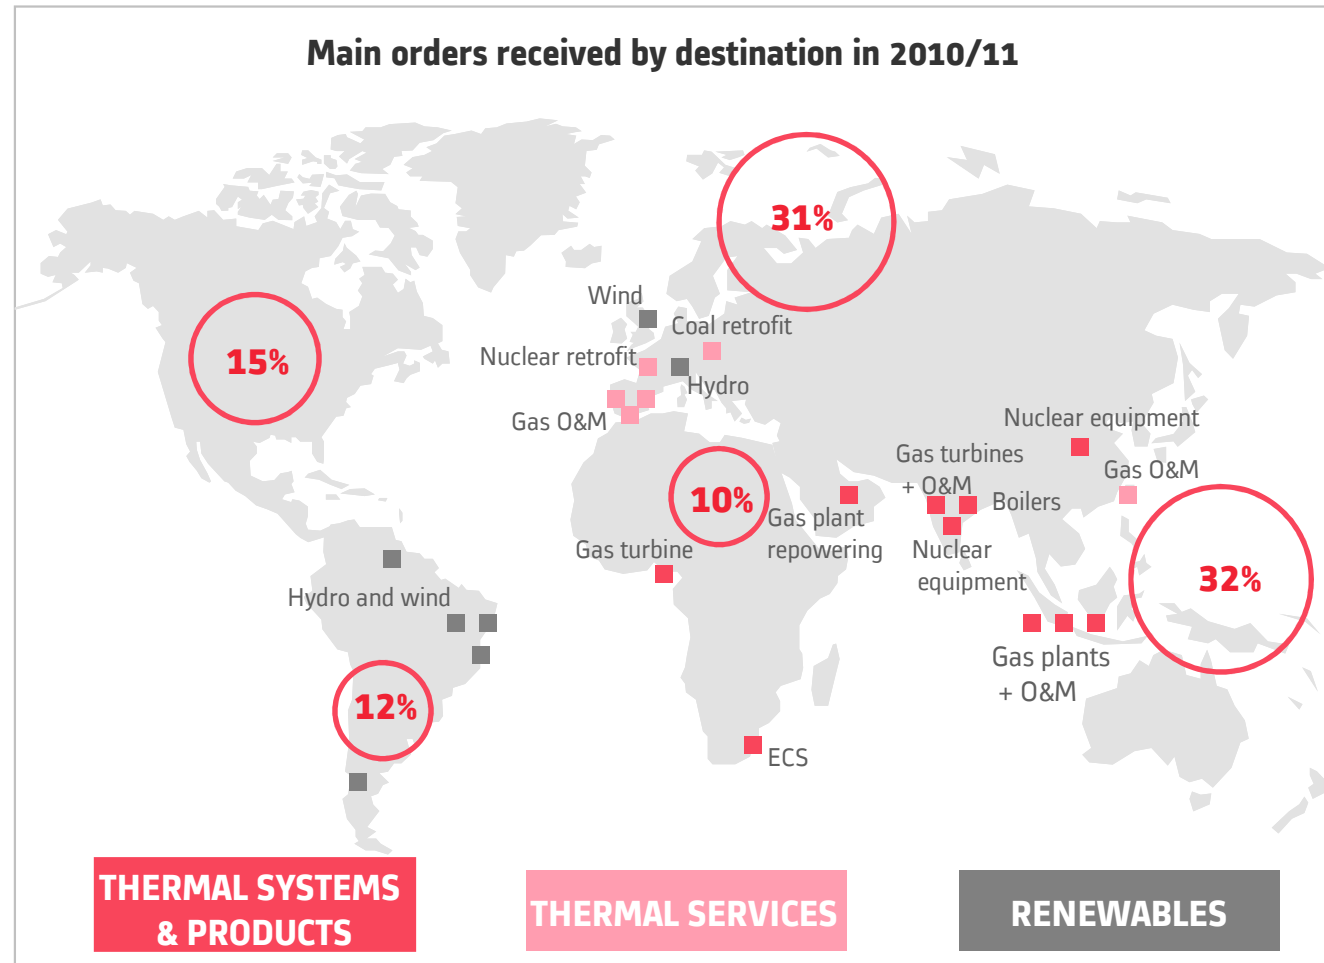 Main orders received by destination in 2010/11
31%
Wind
Coal retrofit
15%
Nuclear retrofit
Hydro
Gas O&M
Nuclear equipment
Gas turbines
+ O&M
Gas O&M
10%
Boilers
Gas plant
repowering
Gas turbine
Nuclear
equipment
32%
Hydro and wind
Gas plants
+ O&M
12%
ECS
THERMAL SYSTEMS
& PRODUCTS
THERMAL SERVICES
RENEWABLES